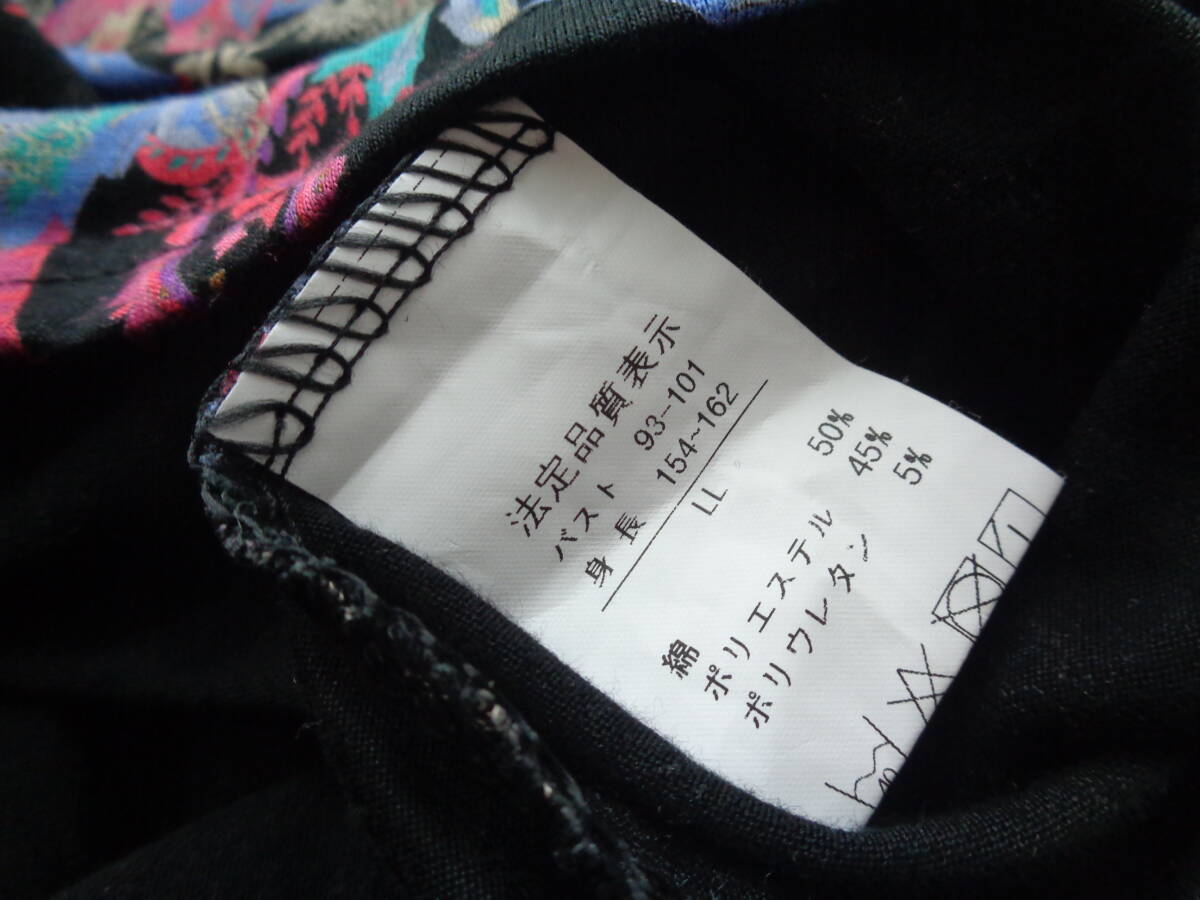 法定品質表示
バスト 93-101
身長 154~162
LL
綿 50%
ポリエステル 45%
ポリウレタン 5%
40